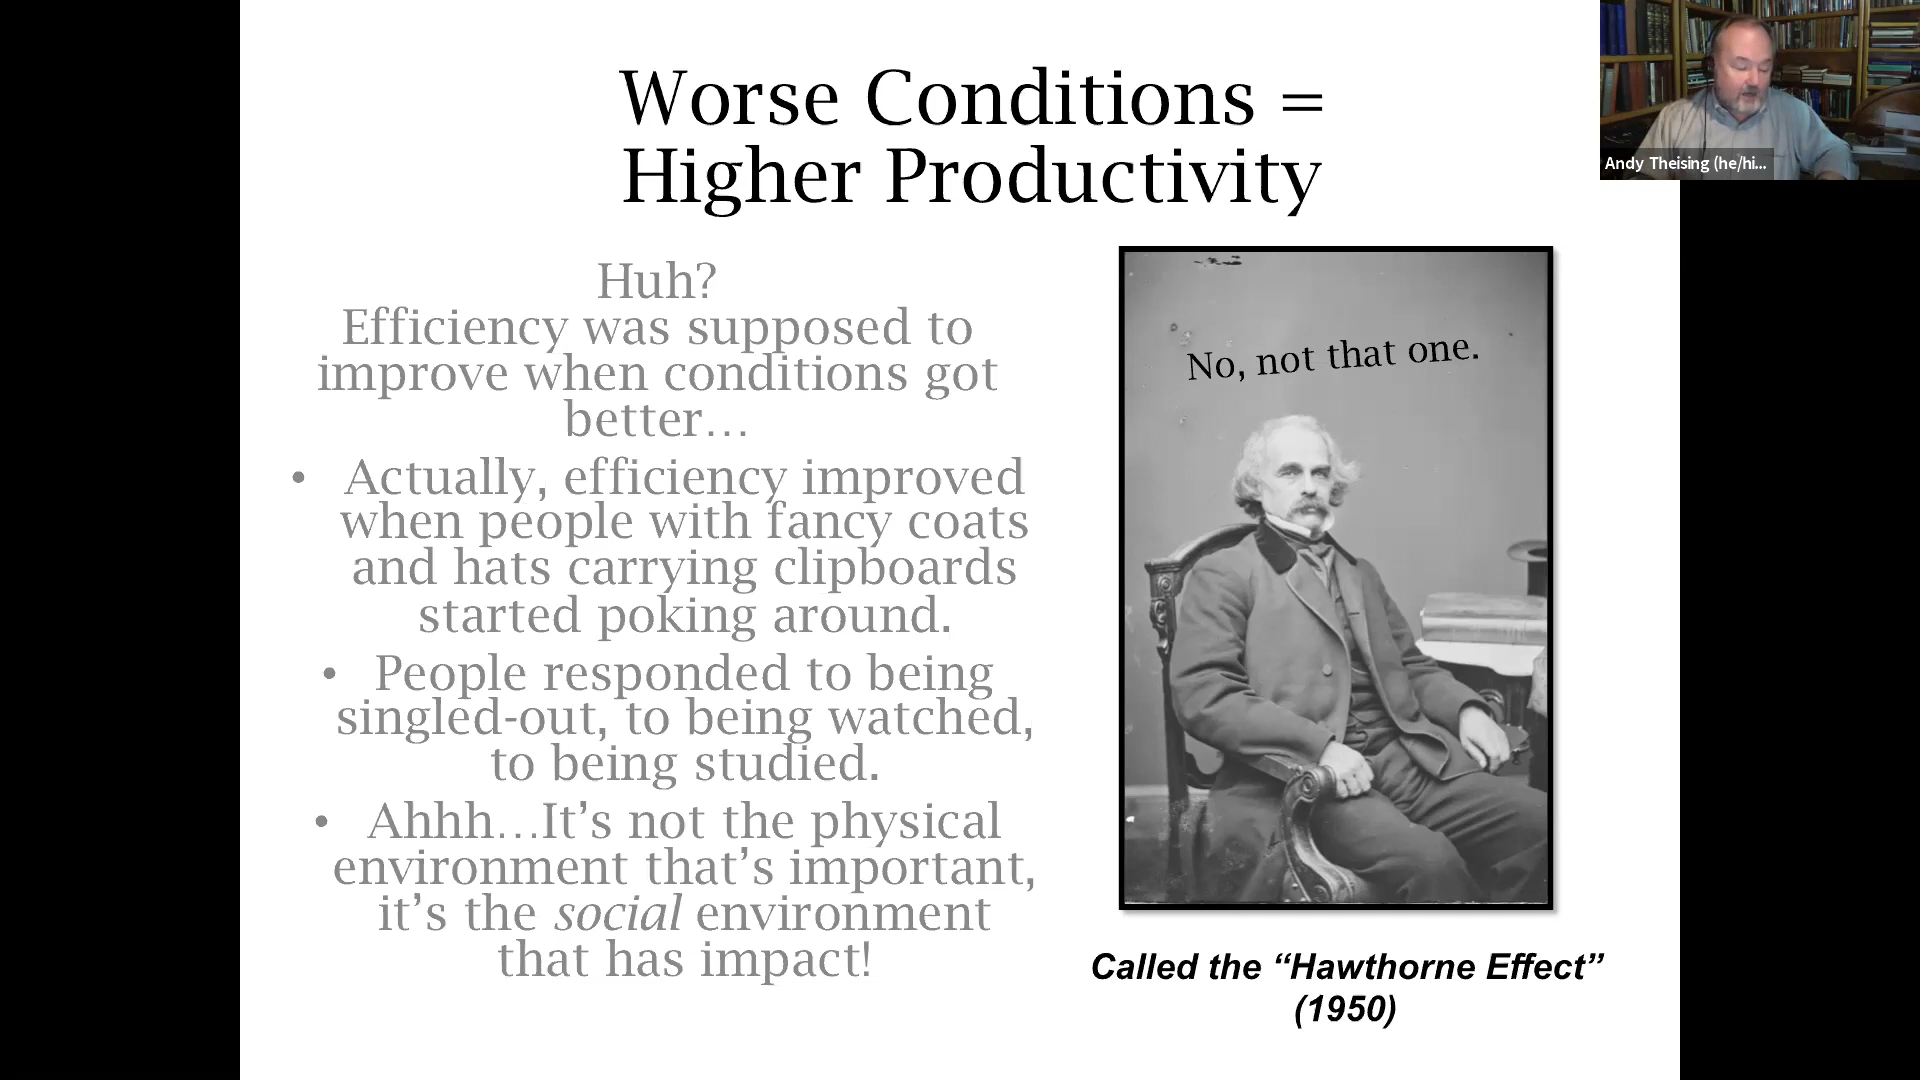 Worse Conditions =
Higher Productivity
Huh?
Efficiency was supposed to
improve when conditions got
better…
• Actually, efficiency improved
when people with fancy coats
and hats carrying clipboards
started poking around.
• People responded to being
singled-out, to being watched,
to being studied.
• Ahhh…It’s not the physical
environment that’s important,
it’s the social environment
that has impact!
No, not that one.
Called the “Hawthorne Effect”
(1950)
Andy Theising (he/hi...